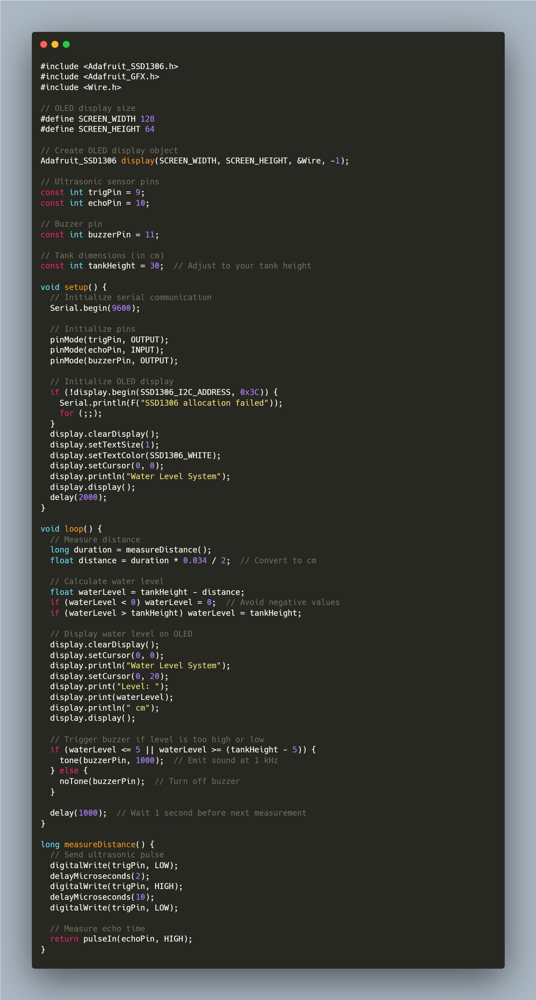 #include <Adafruit_SSD1306.h>
#include <Adafruit_GFX.h>
#include <Wire.h>

// OLED display size
#define SCREEN_WIDTH 128
#define SCREEN_HEIGHT 64

// Create OLED display object
Adafruit_SSD1306 display(SCREEN_WIDTH, SCREEN_HEIGHT, &Wire, -1);

// Ultrasonic sensor pins
const int trigPin = 9;
const int echoPin = 10;

// Buzzer pin
const int buzzerPin = 11;

// Tank dimensions (in cm)
const int tankHeight = 30;  // Adjust to your tank height

void setup() {
  // Initialize serial communication
  Serial.begin(9600);

  // Initialize pins
  pinMode(trigPin, OUTPUT);
  pinMode(echoPin, INPUT);
  pinMode(buzzerPin, OUTPUT);

  // Initialize OLED display
  if (!display.begin(SSD1306_I2C_ADDRESS, 0x3C)) {
    Serial.println(F("SSD1306 allocation failed"));
    for (;;);
  }
  display.clearDisplay();
  display.setTextSize(1);
  display.setTextColor(SSD1306_WHITE);
  display.setCursor(0, 0);
  display.println("Water Level System");
  display.display();
  delay(2000);
}

void loop() {
  // Measure distance
  long duration = measureDistance();
  float distance = duration * 0.034 / 2;  // Convert to cm

  // Calculate water level
  float waterLevel = tankHeight - distance;
  if (waterLevel < 0) waterLevel = 0;  // Avoid negative values
  if (waterLevel > tankHeight) waterLevel = tankHeight;

  // Display water level on OLED
  display.clearDisplay();
  display.setCursor(0, 0);
  display.println("Water Level System");
  display.setCursor(0, 20);
  display.print("Level: ");
  display.print(waterLevel);
  display.println(" cm");
  display.display();

  // Trigger buzzer if level is too high or low
  if (waterLevel <= 5 || waterLevel >= (tankHeight - 5)) {
    tone(buzzerPin, 1000);  // Emit sound at 1 kHz
  } else {
    noTone(buzzerPin);  // Turn off buzzer
  }

  delay(1000);  // Wait 1 second before next measurement
}

long measureDistance() {
  // Send ultrasonic pulse
  digitalWrite(trigPin, LOW);
  delayMicroseconds(2);
  digitalWrite(trigPin, HIGH);
  delayMicroseconds(10);
  digitalWrite(trigPin, LOW);

  // Measure echo time
  return pulseIn(echoPin, HIGH);
}